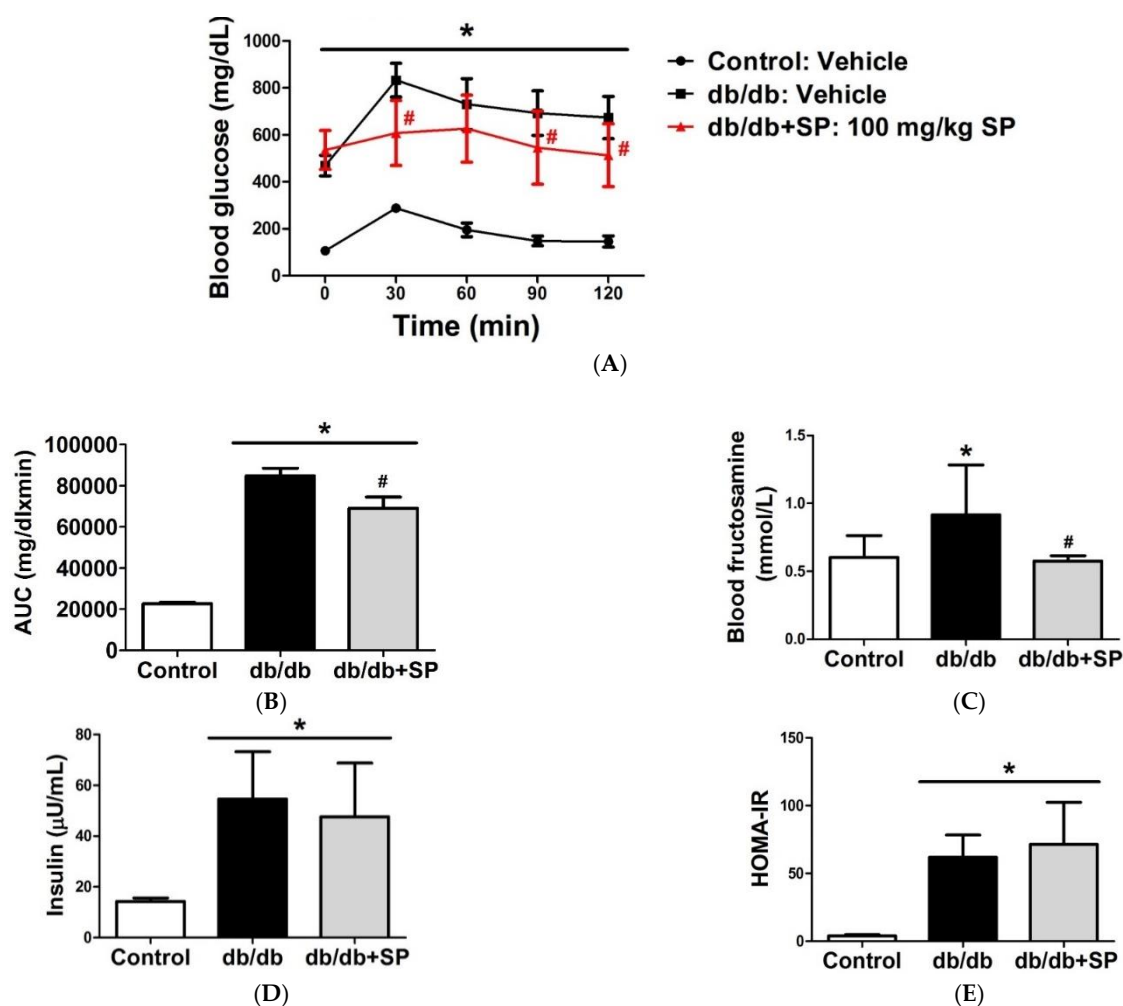 *
1000
800
600
400
200
0
Blood glucose (mg/dL)
#
#
#
0 30 60 90 120
Time (min)
Control: Vehicle
db/db: Vehicle
db/db+SP: 100 mg/kg SP
(A)
*
#
100000
80000
60000
40000
20000
0
AUC (mg/dlxmin)
Control db/db db/db+SP
(B)
*
#
1.5
1.0
0.5
0.0
Blood fructosamine
(mmol/L)
Control db/db db/db+SP
(C)
*
80
60
40
20
0
Insulin (µU/mL)
Control db/db db/db+SP
(D)
*
150
100
50
0
HOMA-IR
Control db/db db/db+SP
(E)